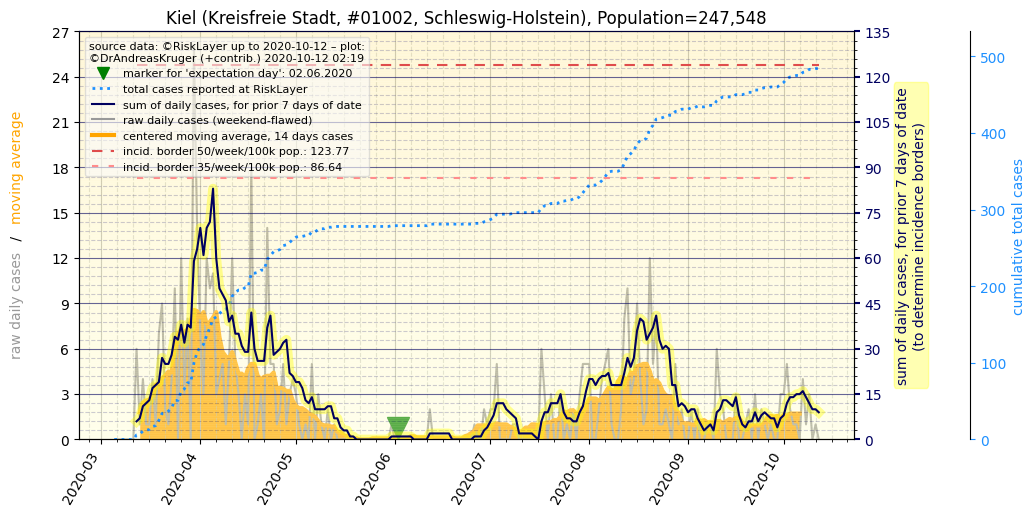 Kiel (Kreisfreie Stadt, #01002, Schleswig-Holstein), Population=247,548
source data: ©RiskLayer up to 2020-10-12 – plot:
©DrAndreasKruger (+contrib.) 2020-10-12 02:19
marker for 'expectation day': 02.06.2020
total cases reported at RiskLayer
sum of daily cases, for prior 7 days of date
raw daily cases (weekend-flawed)
centered moving average, 14 days cases
incid. border 50/week/100k pop.: 123.77
incid. border 35/week/100k pop.: 86.64
raw daily cases / moving average
27
24
21
18
15
12
9
6
3
0
135
120
105
90
75
60
45
30
15
0
sum of daily cases, for prior 7 days of date
(to determine incidence borders)
500
400
300
200
100
0
cumulative total cases
2020-03
2020-04
2020-05
2020-06
2020-07
2020-08
2020-09
2020-10